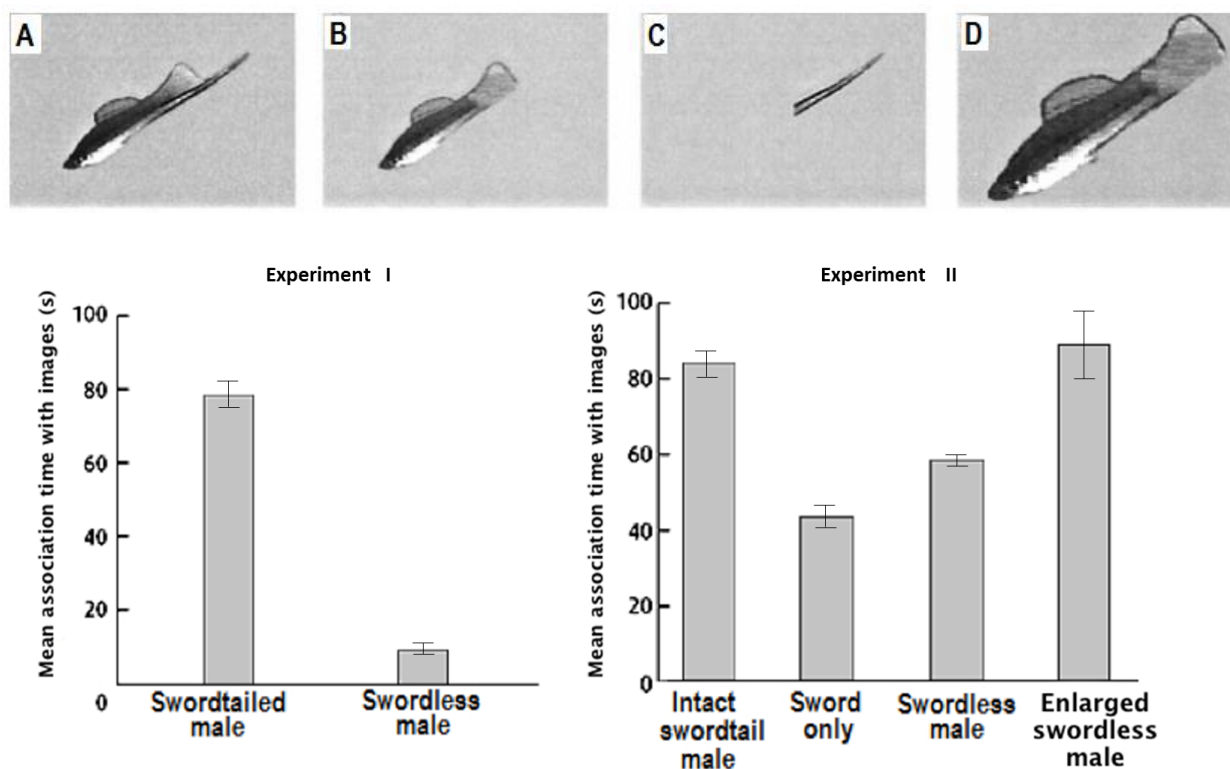 A
B
C
D
Experiment I
Mean association time with images (s)
100
80
60
40
20
0
Swordtailed
male
Swordless
male
Experiment II
Mean association time with images (s)
100
80
60
40
20
0
Intact
swordtail
male
Sword
only
Swordless
male
Enlarged
swordless
male